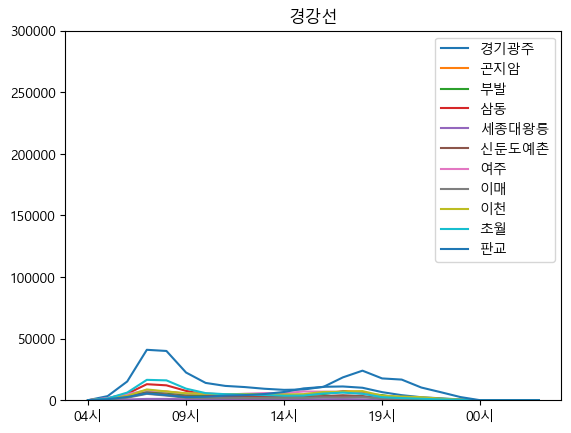 경강선
300000
250000
200000
150000
100000
50000
0
04시
09시
14시
19시
00시
경기광주
곤지암
부발
삼동
세종대왕릉
신둔도예촌
여주
이매
이천
초월
판교